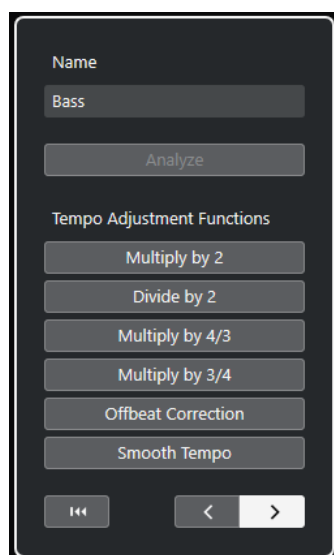 Name
Bass
Analyze
Tempo Adjustment Functions
Multiply by 2
Divide by 2
Multiply by 4/3
Multiply by 3/4
Offbeat Correction
Smooth Tempo